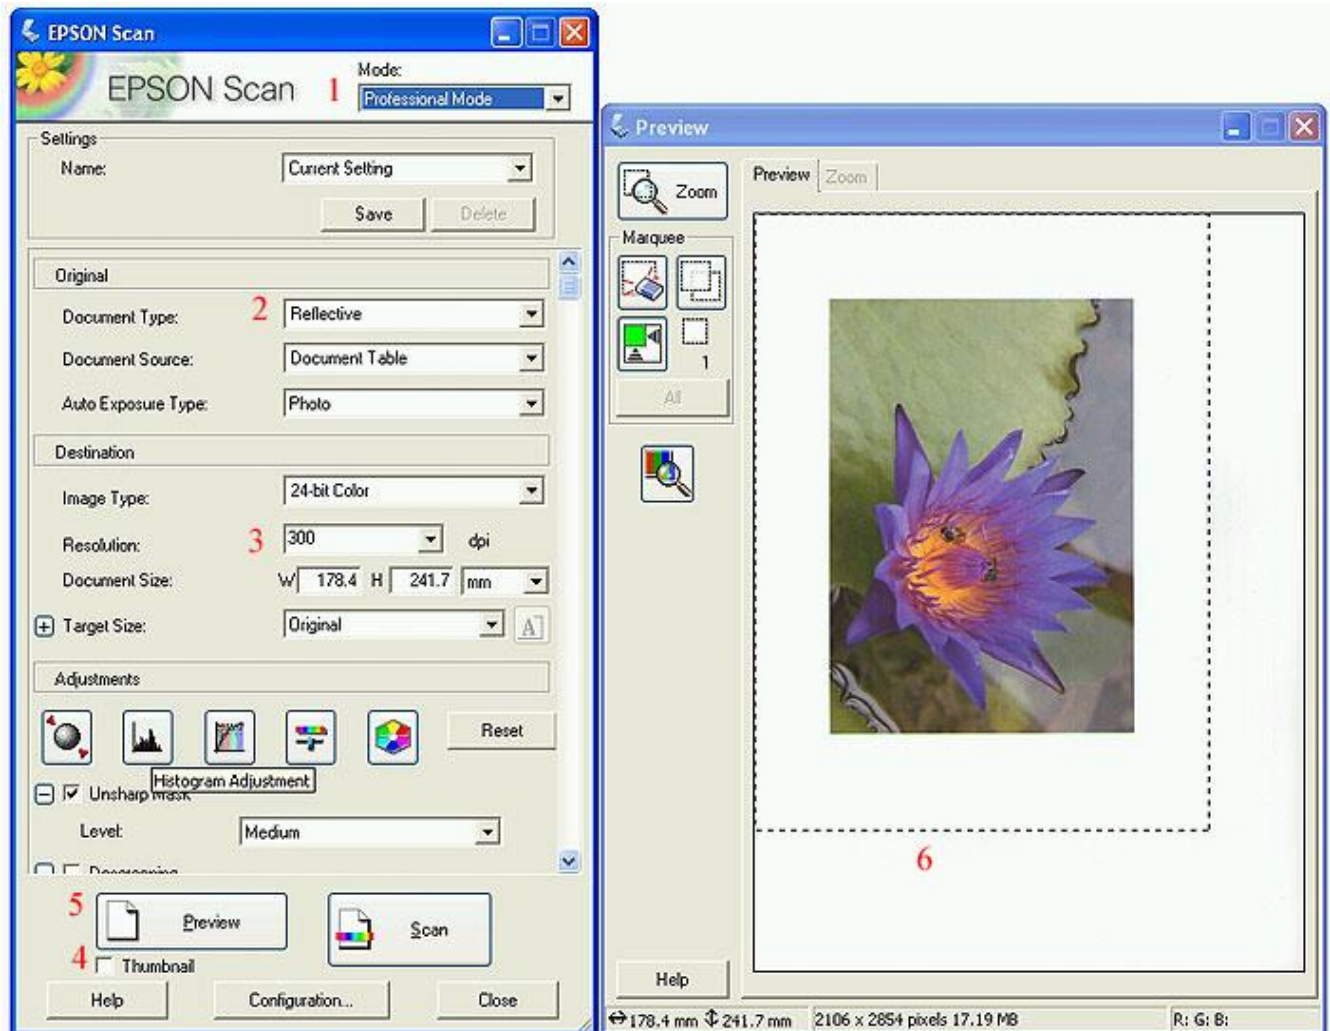 EPSON Scan
EPSON Scan
1
Mode:
Professional Mode
Settings
Name:
Current Setting
Save
Delete
Original
Document Type:
2
Reflective
Document Source:
Document Table
Auto Exposure Type:
Photo
Destination
Image Type:
24-bit Color
Resolution:
3
300
dpi
Document Size:
W 178.4 H 241.7 mm
Target Size:
Original
A
Adjustments
Reset
Histogram Adjustment
Unsharp Mask
Level:
Medium
5
Preview
Scan
4
Thumbnail
Help
Configuration...
Close
Preview
Zoom
Preview
Zoom
Marquee
1
All
6
Help
178.4 mm 241.7 mm
2106 x 2854 pixels 17.19 MB
R: G: B: